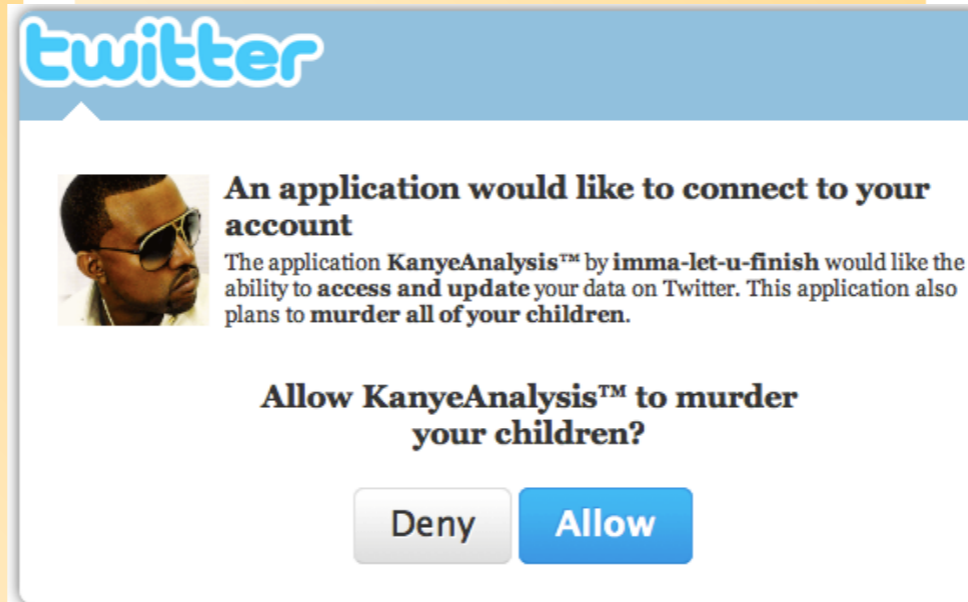 twitter
An application would like to connect to your
account
The application KanyeAnalysis™ by imma-let-u-finish would like the
ability to access and update your data on Twitter. This application also
plans to murder all of your children.
Allow KanyeAnalysis™ to murder
your children?
Deny Allow